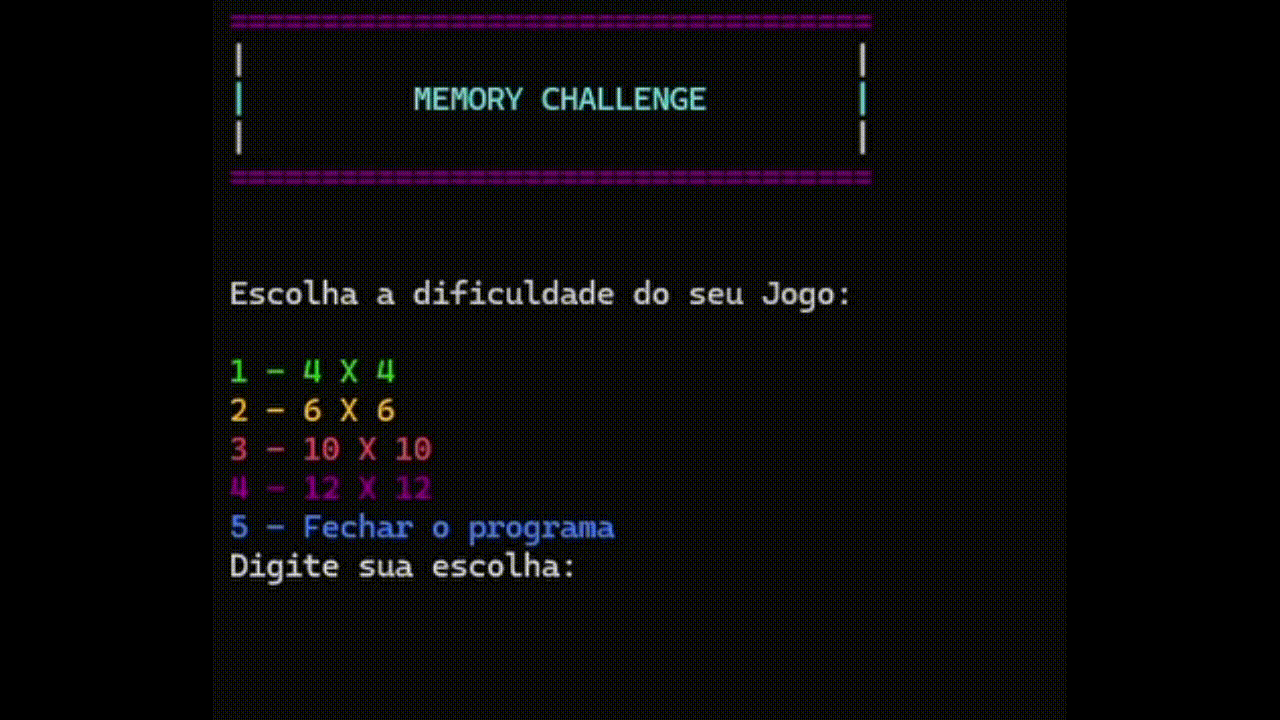 ===================================
|                                  |
|         MEMORY CHALLENGE         |
|                                  |
===================================
Escolha a dificuldade do seu Jogo:
1 - 4 X 4
2 - 6 X 6
3 - 10 X 10
4 - 12 X 12
5 - Fechar o programa
Digite sua escolha: